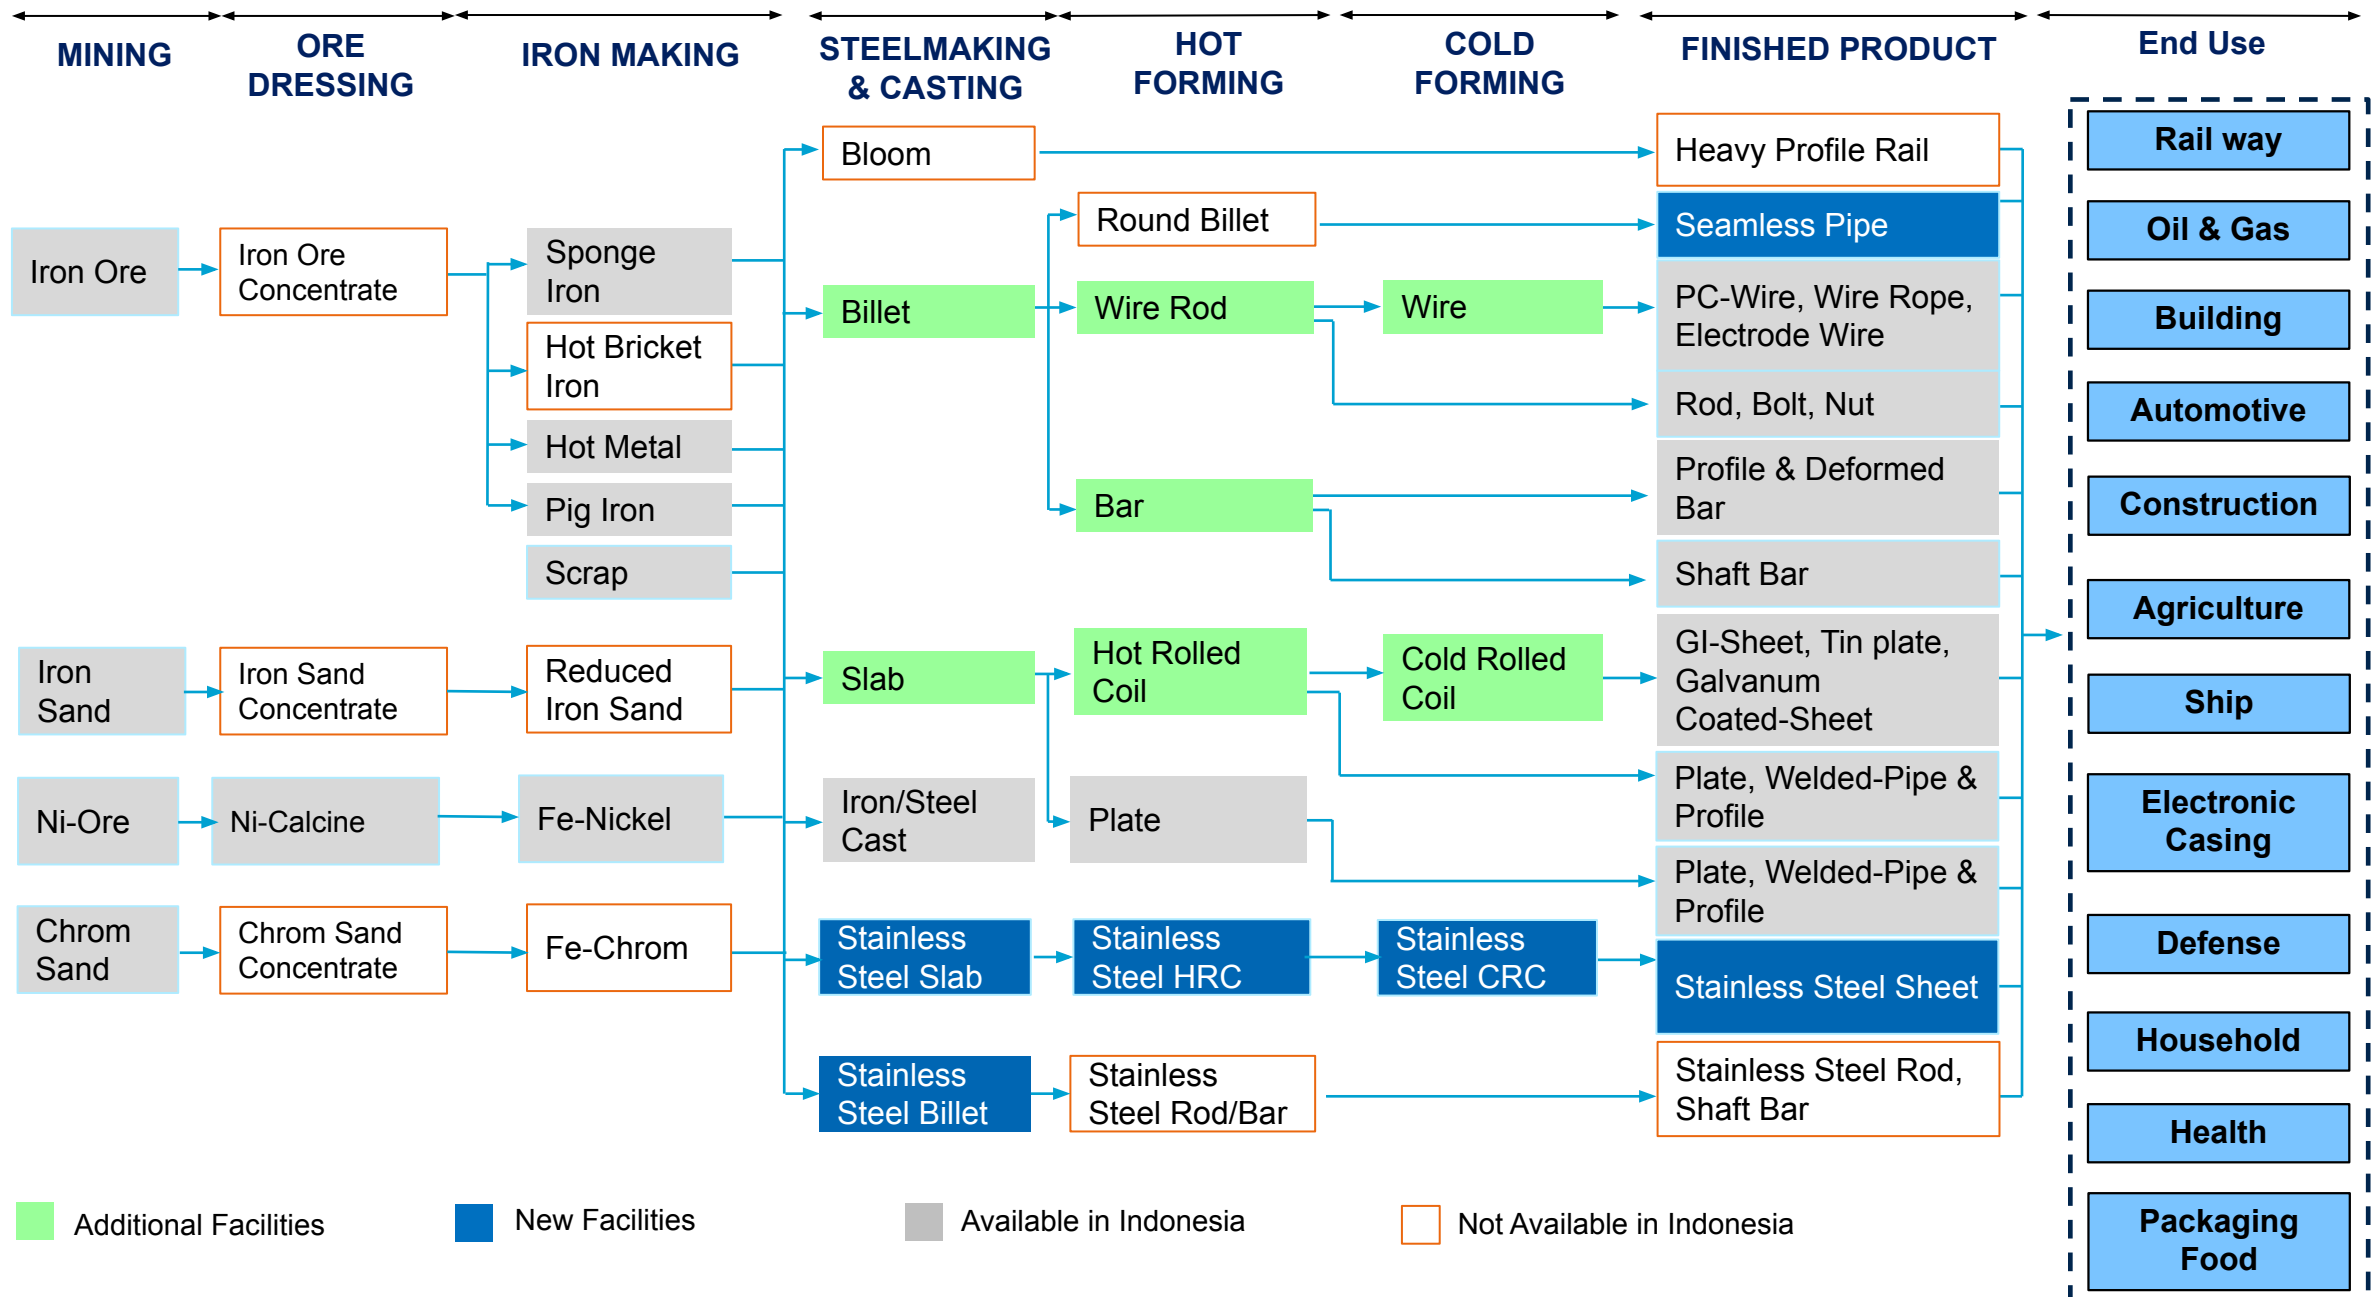 MINING
ORE
DRESSING
IRON MAKING
STEELMAKING
& CASTING
HOT
FORMING
COLD
FORMING
FINISHED PRODUCT
End Use
Iron Ore
Iron Sand
Ni-Ore
Chrom
Sand
Iron Ore
Concentrate
Iron Sand
Concentrate
Ni-Calcine
Chrom Sand
Concentrate
Sponge
Iron
Hot Bricket
Iron
Hot Metal
Pig Iron
Scrap
Reduced
Iron Sand
Fe-Nickel
Fe-Chrom
Bloom
Billet
Slab
Iron/Steel
Cast
Stainless
Steel Slab
Stainless
Steel Billet
Round Billet
Wire Rod
Bar
Hot Rolled
Coil
Plate
Stainless
Steel HRC
Stainless
Steel Rod/Bar
Wire
Cold Rolled
Coil
Stainless
Steel CRC
Heavy Profile Rail
Seamless Pipe
PC-Wire, Wire Rope,
Electrode Wire
Rod, Bolt, Nut
Profile & Deformed
Bar
Shaft Bar
GI-Sheet, Tin plate,
Galvanum
Coated-Sheet
Plate, Welded-Pipe &
Profile
Plate, Welded-Pipe &
Profile
Stainless Steel Sheet
Stainless Steel Rod,
Shaft Bar
Rail way
Oil & Gas
Building
Automotive
Construction
Agriculture
Ship
Electronic
Casing
Defense
Household
Health
Packaging
Food
Additional Facilities
New Facilities
Available in Indonesia
Not Available in Indonesia